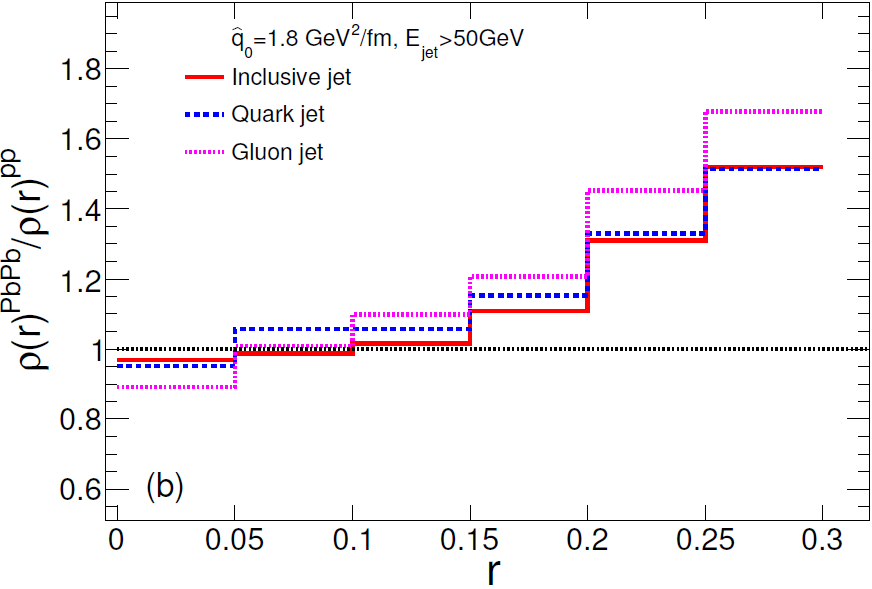 q̂₀=1.8 GeV²/fm, E_jet>50GeV
Inclusive jet
Quark jet
Gluon jet
ρ(r)^PbPb/ρ(r)^pp
1.8
1.6
1.4
1.2
1
0.8
0.6
(b)
0 0.05 0.1 0.15 0.2 0.25 0.3
r